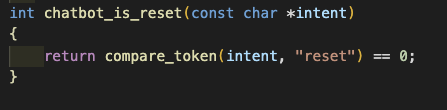 int chatbot_is_reset(const char *intent)
{
    return compare_token(intent, "reset") == 0;
}